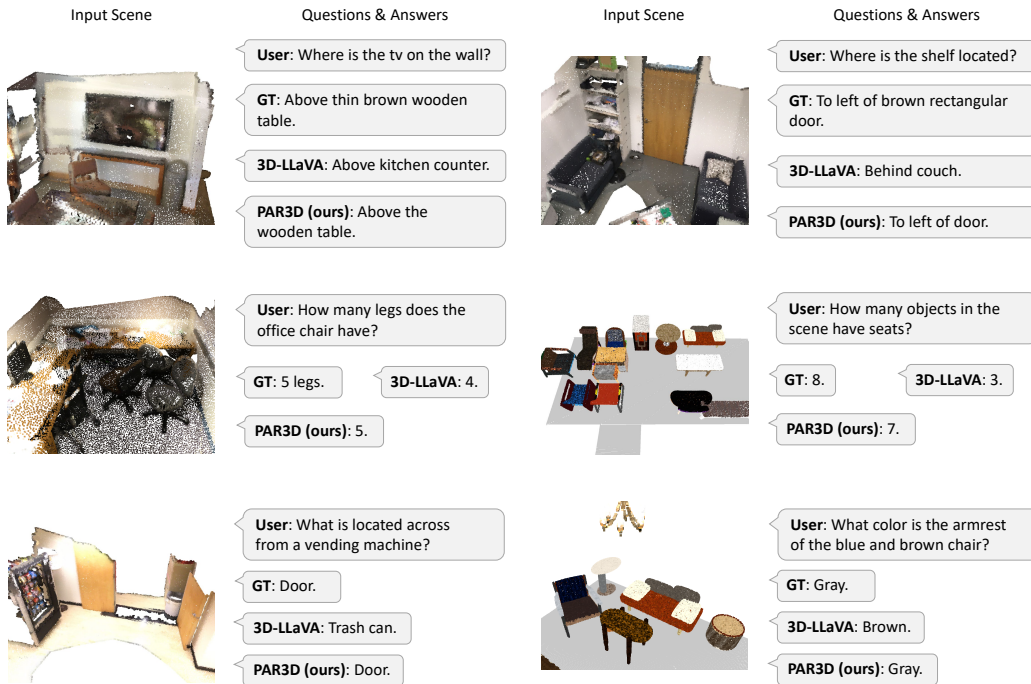 Input Scene
Questions & Answers
User: Where is the tv on the wall?
GT: Above thin brown wooden
table.
3D-LLaVA: Above kitchen counter.
PAR3D (ours): Above the
wooden table.
User: How many legs does the
office chair have?
GT: 5 legs.
3D-LLaVA: 4.
PAR3D (ours): 5.
User: What is located across
from a vending machine?
GT: Door.
3D-LLaVA: Trash can.
PAR3D (ours): Door.
Input Scene
Questions & Answers
User: Where is the shelf located?
GT: To left of brown rectangular
door.
3D-LLaVA: Behind couch.
PAR3D (ours): To left of door.
User: How many objects in the
scene have seats?
GT: 8.
3D-LLaVA: 3.
PAR3D (ours): 7.
User: What color is the armrest
of the blue and brown chair?
GT: Gray.
3D-LLaVA: Brown.
PAR3D (ours): Gray.